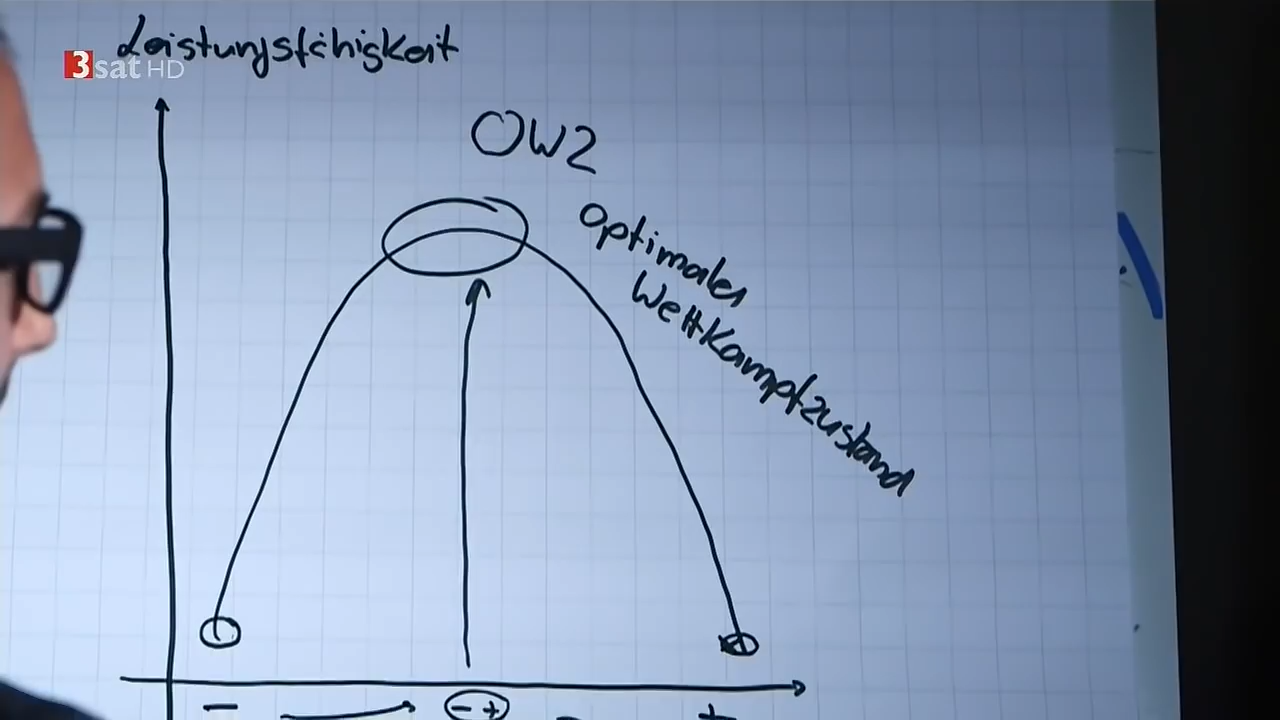 Leistungsfähigkeit
3sat HD
OWZ
Optimaler
Wettkampfzustand
−
− +
+